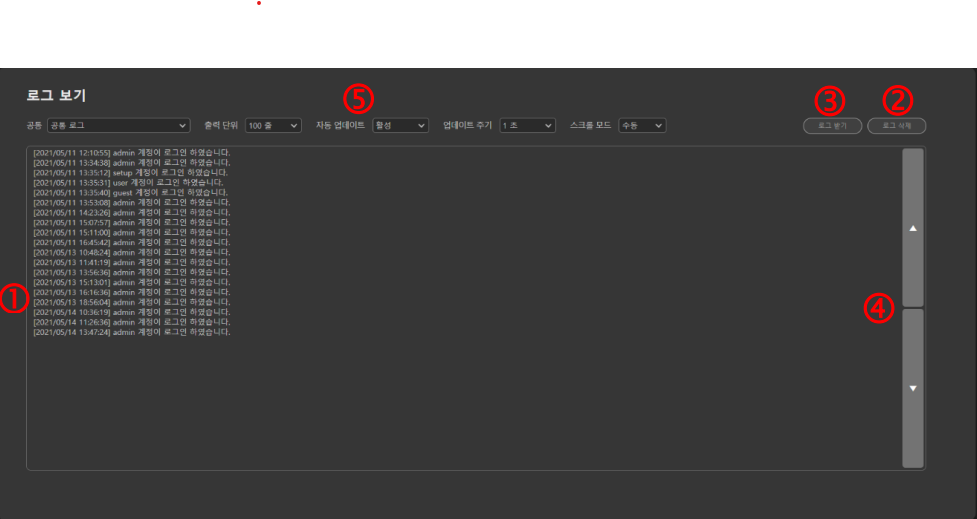 로그 보기
⑤
③
②
공통 공통 로그 출력 단위 100 줄 자동 업데이트 활성 업데이트 주기 1 초 스크롤 모드 수동 로그 받기 로그 삭제
[2021/05/11 12:10:55] admin 계정이 로그인 하였습니다.
[2021/05/11 13:34:38] admin 계정이 로그인 하였습니다.
[2021/05/11 13:35:12] setup 계정이 로그인 하였습니다.
[2021/05/11 13:35:31] user 계정이 로그인 하였습니다.
[2021/05/11 13:35:40] guest 계정이 로그인 하였습니다.
[2021/05/11 13:53:08] admin 계정이 로그인 하였습니다.
[2021/05/11 14:23:26] admin 계정이 로그인 하였습니다.
[2021/05/11 15:07:57] admin 계정이 로그인 하였습니다.
[2021/05/11 15:11:00] admin 계정이 로그인 하였습니다.
[2021/05/11 16:45:42] admin 계정이 로그인 하였습니다.
[2021/05/13 10:48:24] admin 계정이 로그인 하였습니다.
[2021/05/13 11:41:19] admin 계정이 로그인 하였습니다.
[2021/05/13 13:56:36] admin 계정이 로그인 하였습니다.
[2021/05/13 15:13:01] admin 계정이 로그인 하였습니다.
[2021/05/13 16:16:36] admin 계정이 로그인 하였습니다.
①
[2021/05/13 18:56:04] admin 계정이 로그인 하였습니다.
④
[2021/05/14 10:36:19] admin 계정이 로그인 하였습니다.
[2021/05/14 11:26:36] admin 계정이 로그인 하였습니다.
[2021/05/14 13:47:24] admin 계정이 로그인 하였습니다.